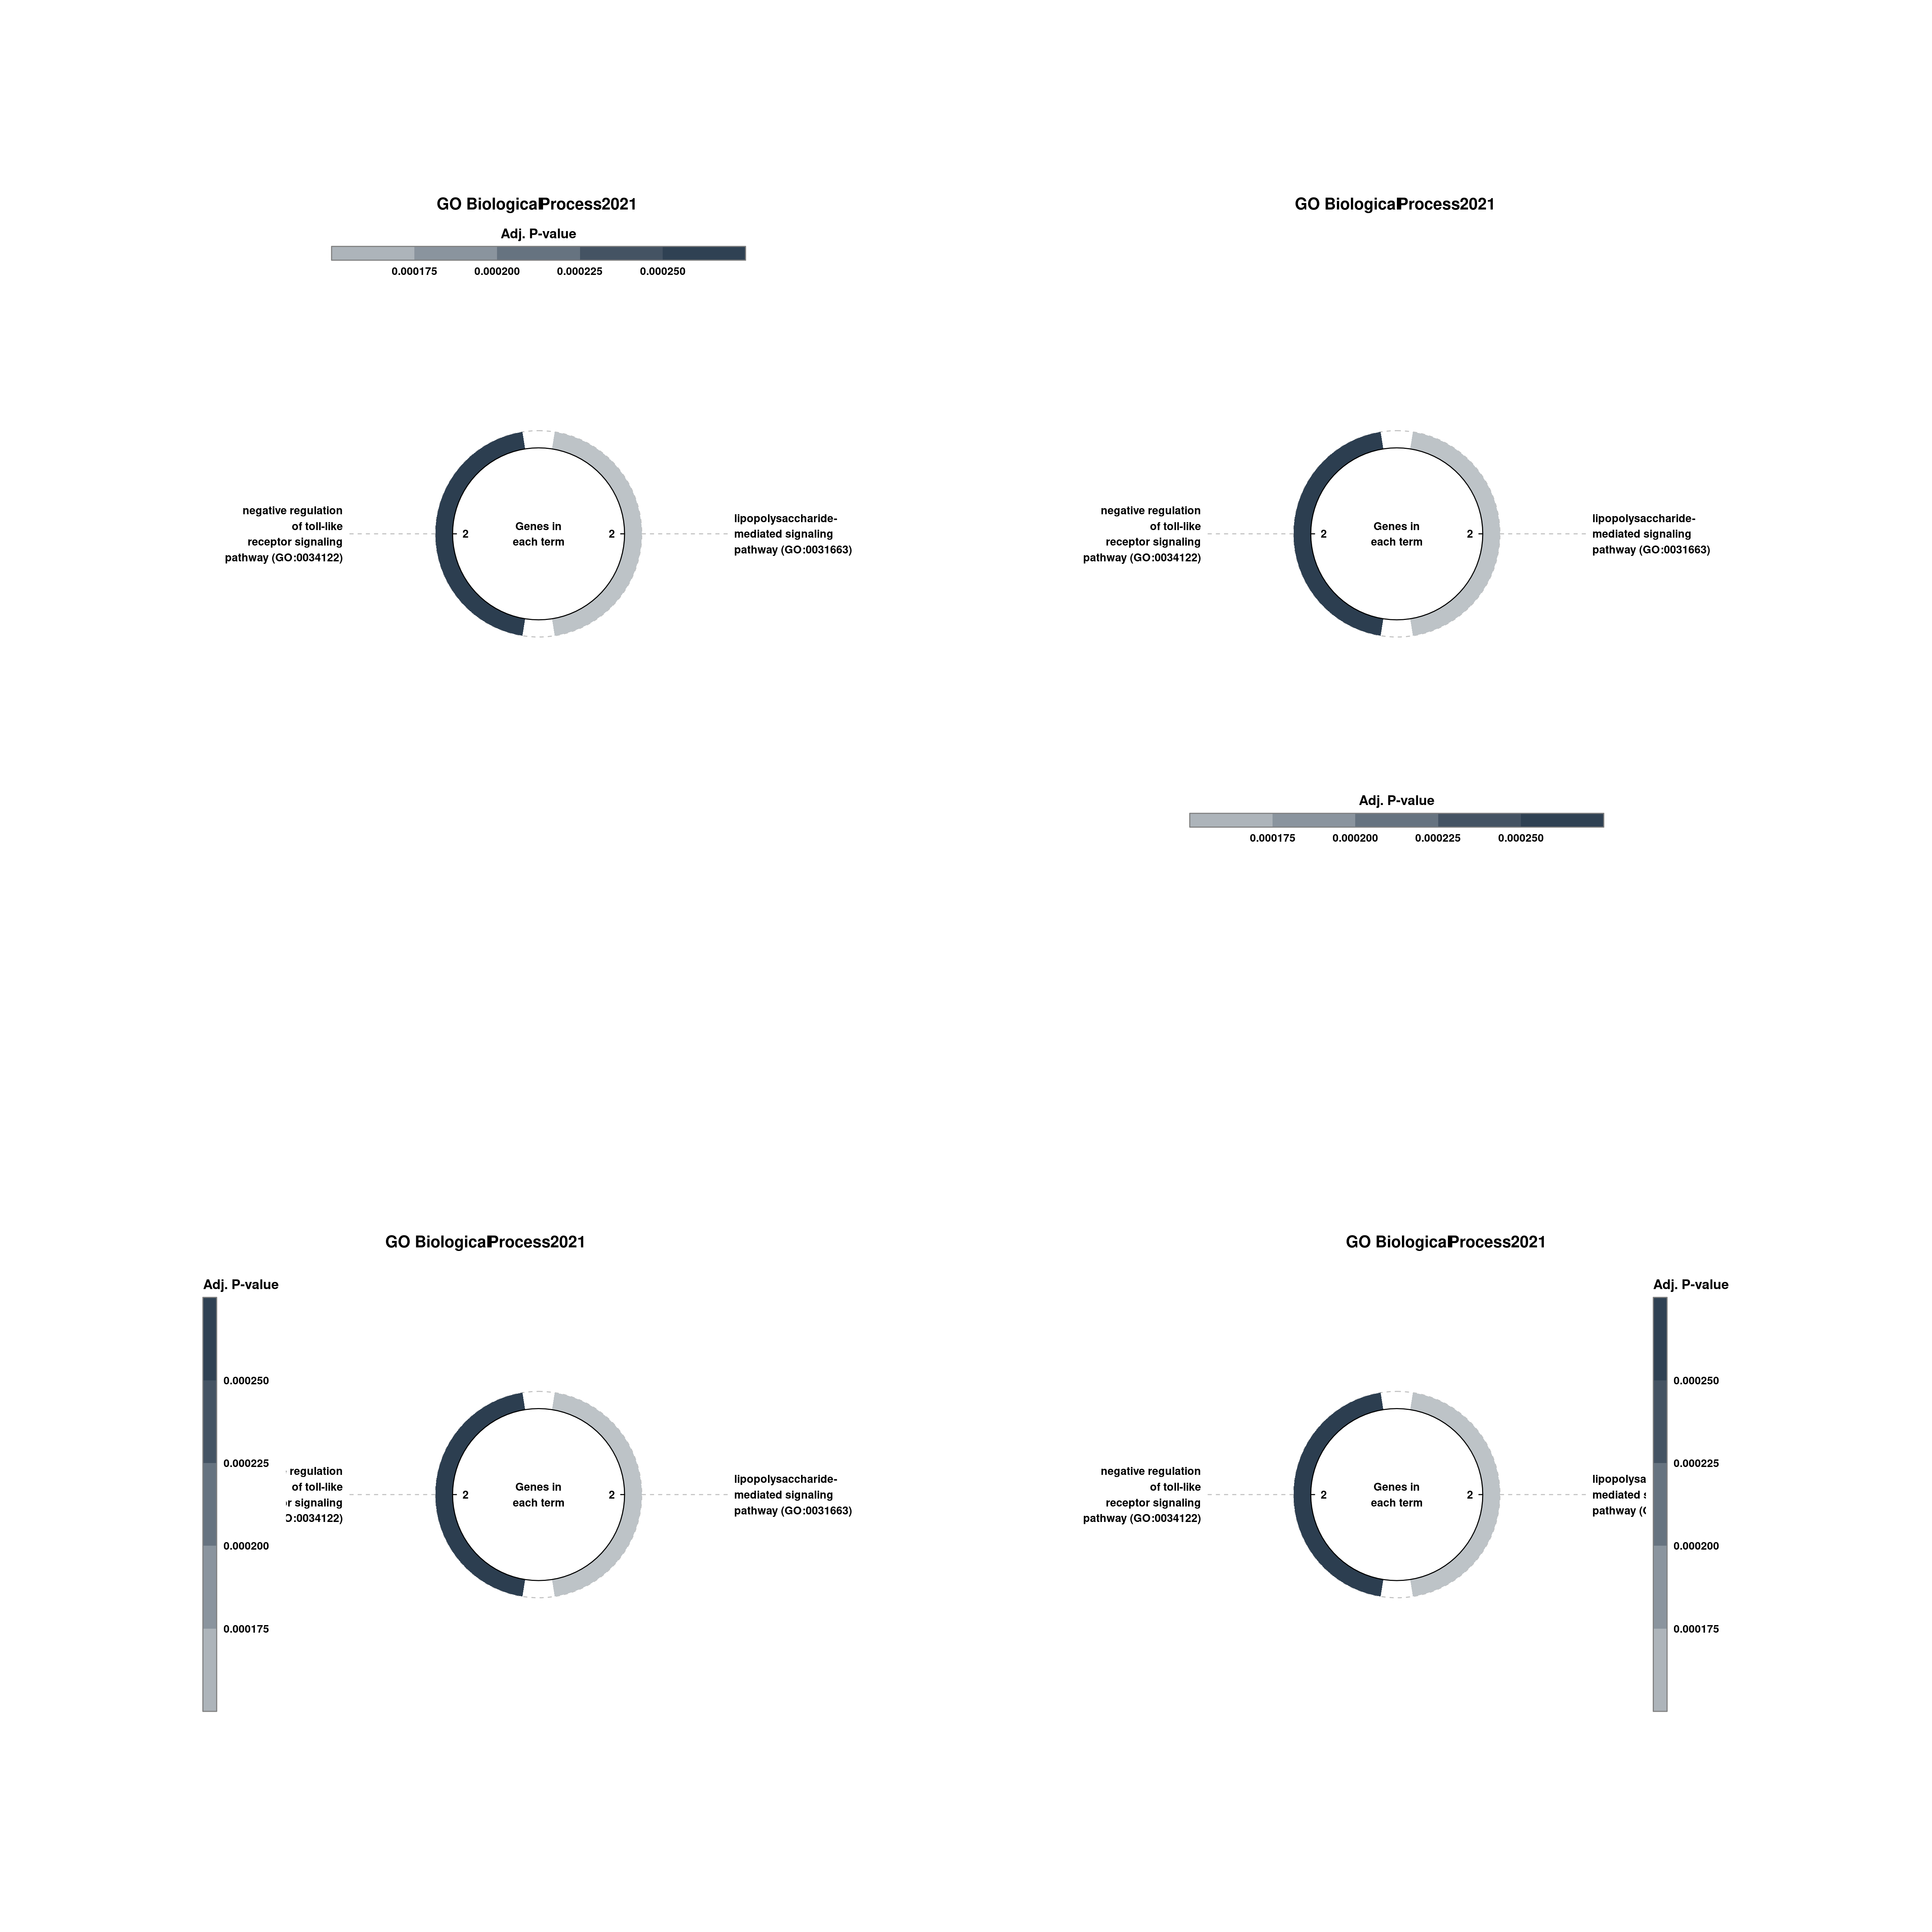 GO BiologicalProcess2021
Adj. P-value
0.000175 0.000200 0.000225 0.000250
negative regulation
of toll-like
receptor signaling
pathway (GO:0034122)
2
Genes in
each term
2
lipopolysaccharide-
mediated signaling
pathway (GO:0031663)
GO BiologicalProcess2021
negative regulation
of toll-like
receptor signaling
pathway (GO:0034122)
2
Genes in
each term
2
lipopolysaccharide-
mediated signaling
pathway (GO:0031663)
Adj. P-value
0.000175 0.000200 0.000225 0.000250
GO BiologicalProcess2021
Adj. P-value
0.000250
0.000225
0.000200
0.000175
regulation
of toll-like
r signaling
O:0034122)
2
Genes in
each term
2
lipopolysaccharide-
mediated signaling
pathway (GO:0031663)
GO BiologicalProcess2021
negative regulation
of toll-like
receptor signaling
pathway (GO:0034122)
2
Genes in
each term
2
lipopolysa
mediated s
pathway (G
Adj. P-value
0.000250
0.000225
0.000200
0.000175